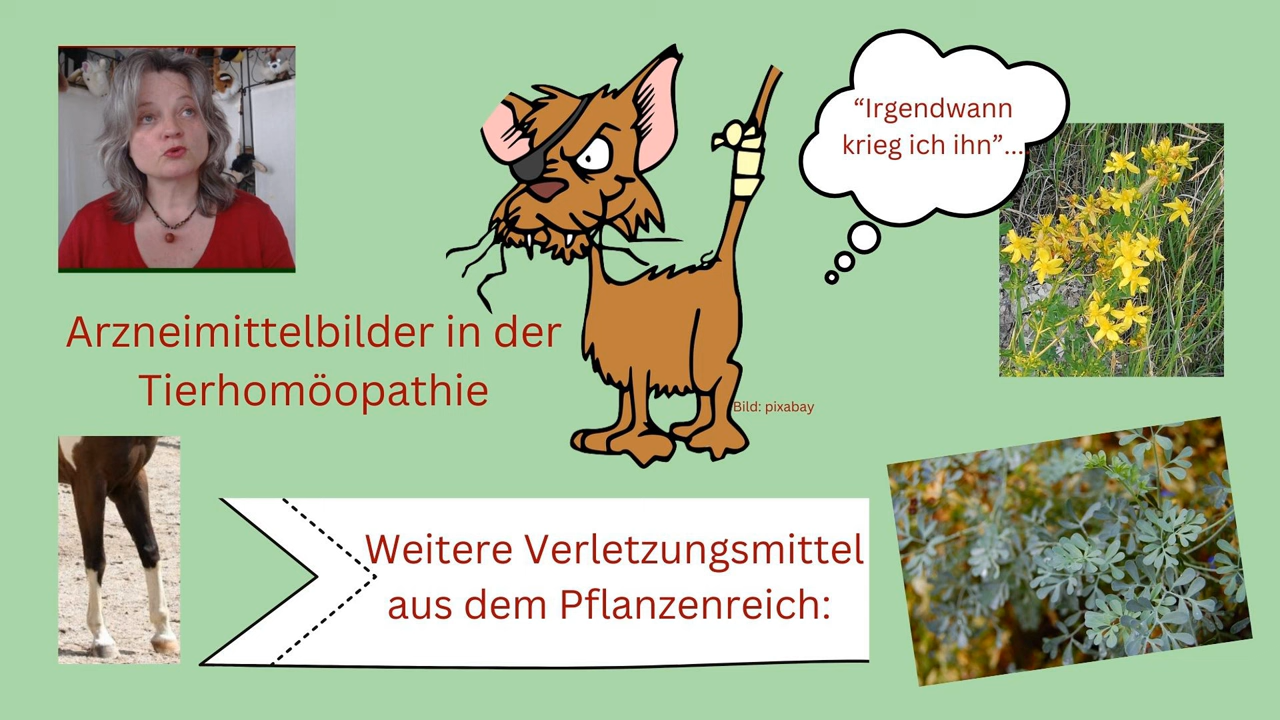 “Irgendwann
krieg ich ihn”...
Arzneimittelbilder in der
Tierhomöopathie
Bild: pixabay
Weitere Verletzungsmittel
aus dem Pflanzenreich: